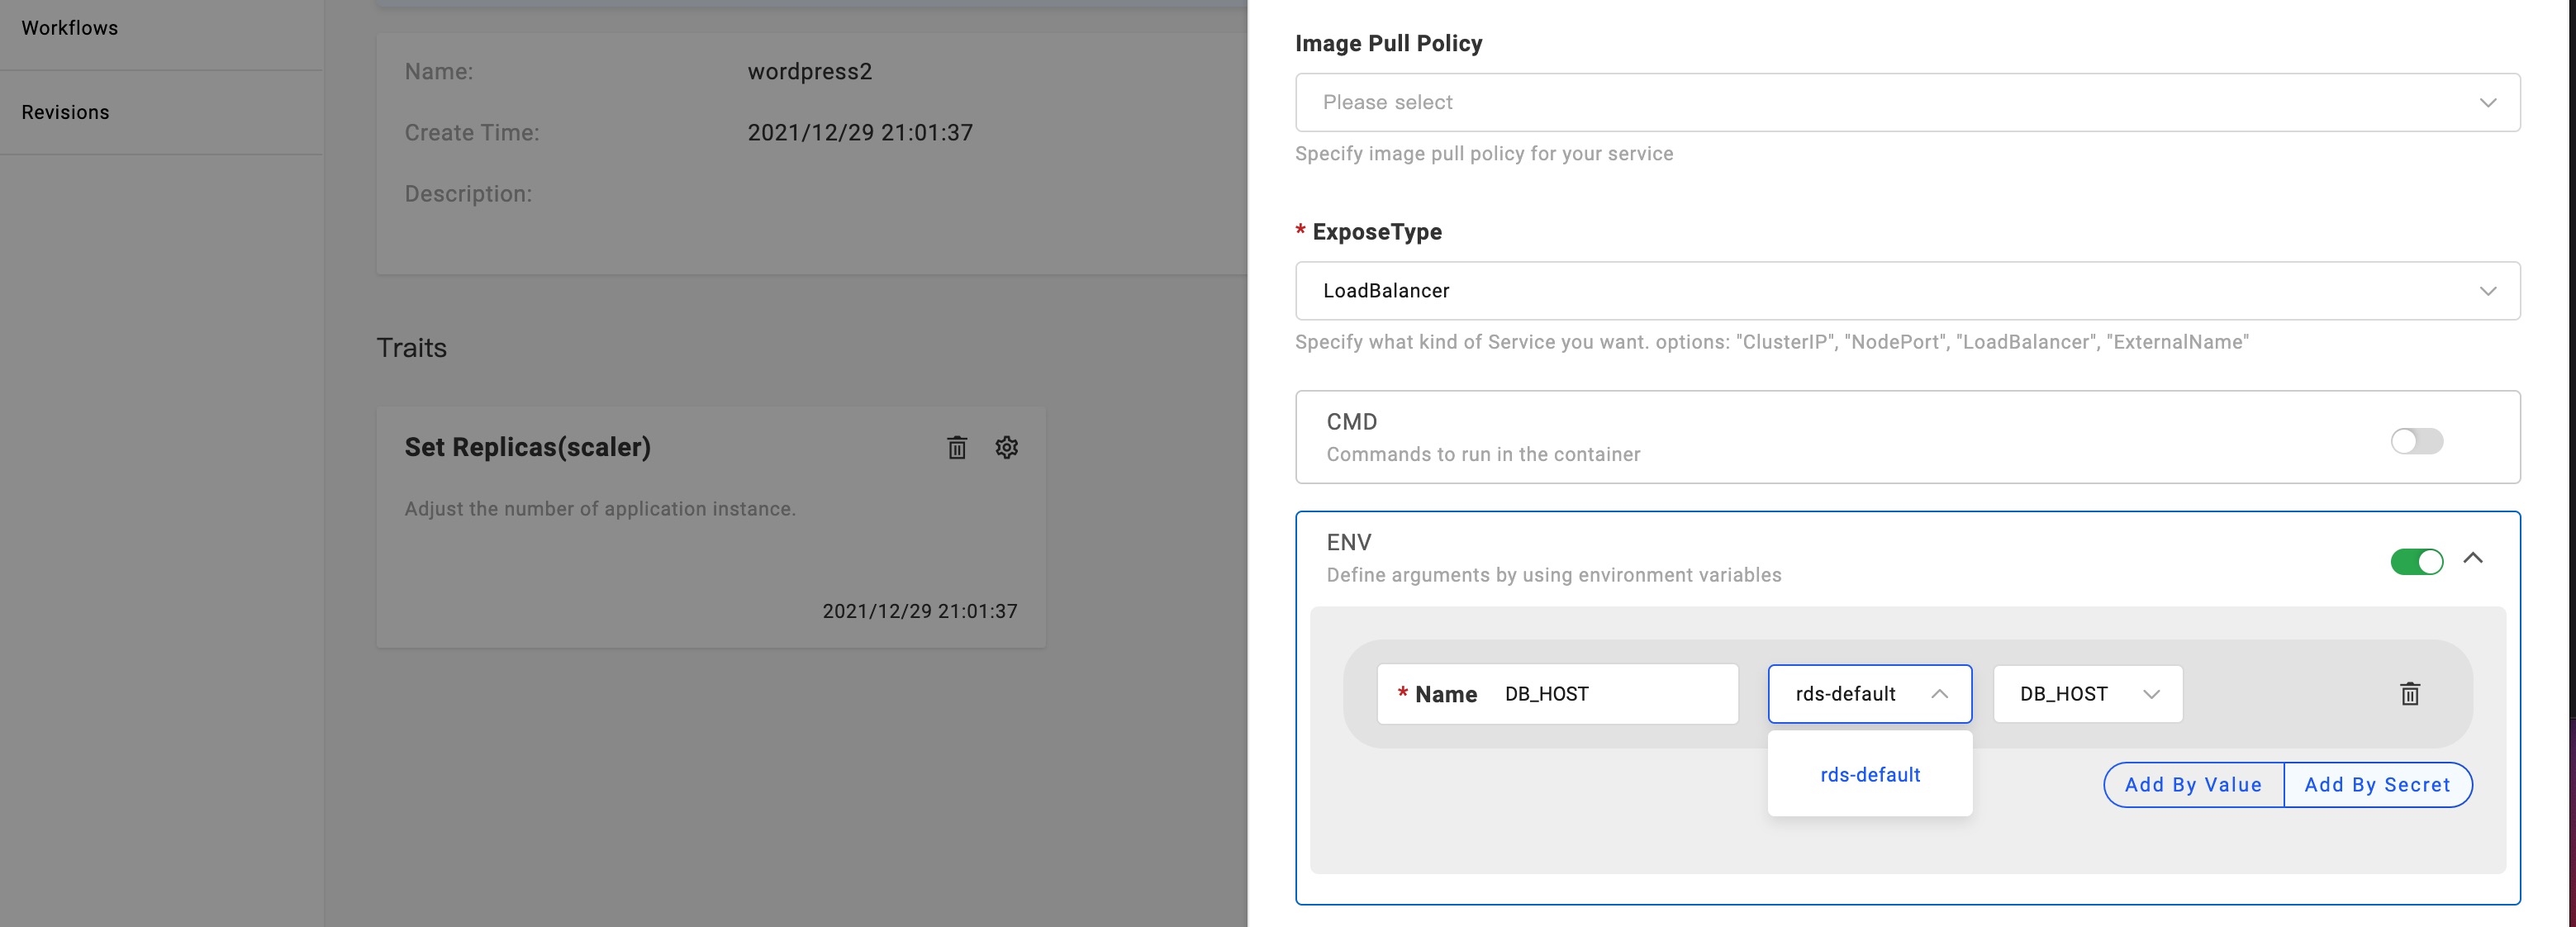 Workflows
Revisions
Name: wordpress2
Create Time: 2021/12/29 21:01:37
Description:
Traits
Set Replicas(scaler)
Adjust the number of application instance.
2021/12/29 21:01:37
Image Pull Policy
Please select
Specify image pull policy for your service
* ExposeType
LoadBalancer
Specify what kind of Service you want. options: "ClusterIP", "NodePort", "LoadBalancer", "ExternalName"
CMD
Commands to run in the container
ENV
Define arguments by using environment variables
* Name DB_HOST rds-default DB_HOST
rds-default
Add By Value Add By Secret